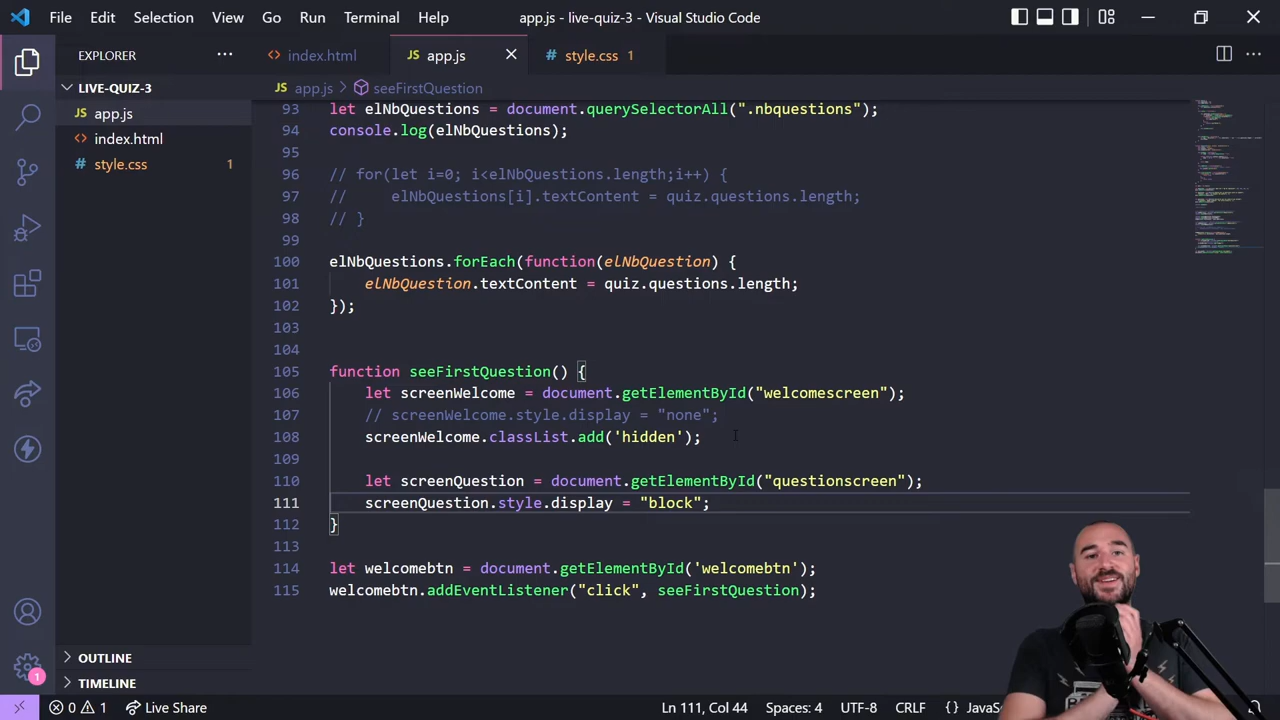 File Edit Selection View Go Run Terminal Help
app.js - live-quiz-3 - Visual Studio Code
EXPLORER
index.html
app.js
style.css 1
LIVE-QUIZ-3
app.js
index.html
style.css 1
OUTLINE
TIMELINE
app.js > seeFirstQuestion
93 let elNbQuestions = document.querySelectorAll(".nbquestions");
94 console.log(elNbQuestions);
95
96 // for(let i=0; i<elNbQuestions.length;i++) {
97 //     elNbQuestions[i].textContent = quiz.questions.length;
98 // }
99
100 elNbQuestions.forEach(function(elNbQuestion) {
101     elNbQuestion.textContent = quiz.questions.length;
102 });
103
104
105 function seeFirstQuestion() {
106     let screenWelcome = document.getElementById("welcomescreen");
107     // screenWelcome.style.display = "none";
108     screenWelcome.classList.add('hidden');
109
110     let screenQuestion = document.getElementById("questionscreen");
111     screenQuestion.style.display = "block";
112 }
113
114 let welcomebtn = document.getElementById('welcomebtn');
115 welcomebtn.addEventListener("click", seeFirstQuestion);
1
0 1 Live Share
Ln 111, Col 44 Spaces: 4 UTF-8 CRLF {}